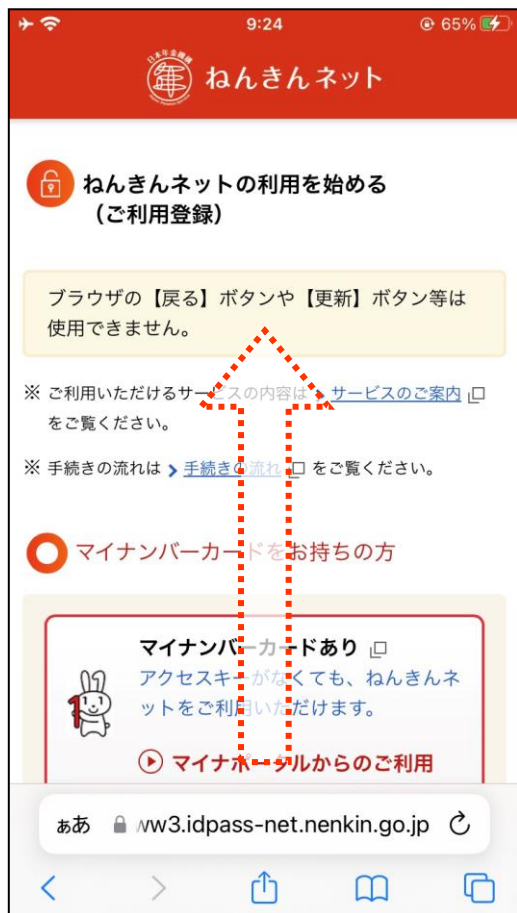 9:24
65%
日本年金機構
ねんきんネット
ねんきんネットの利用を始める
（ご利用登録）
ブラウザの【戻る】ボタンや【更新】ボタン等は
使用できません。
※ ご利用いただけるサービスの内容は サービスのご案内
をご覧ください。
※ 手続きの流れは 手続きの流れ をご覧ください。
マイナンバーカードをお持ちの方
マイナンバーカードあり
アクセスキーがなくても、ねんきんネ
ットをご利用いただけます。
マイナポータルからのご利用
ぁあ ww3.idpass-net.nenkin.go.jp